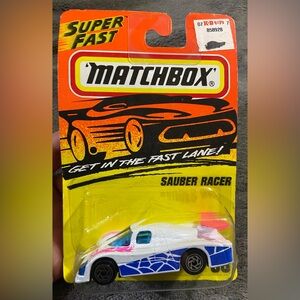 SUPER
FAST
'MATCHBOX'
GET IN THE FAST LANE!
SAUBER RACER